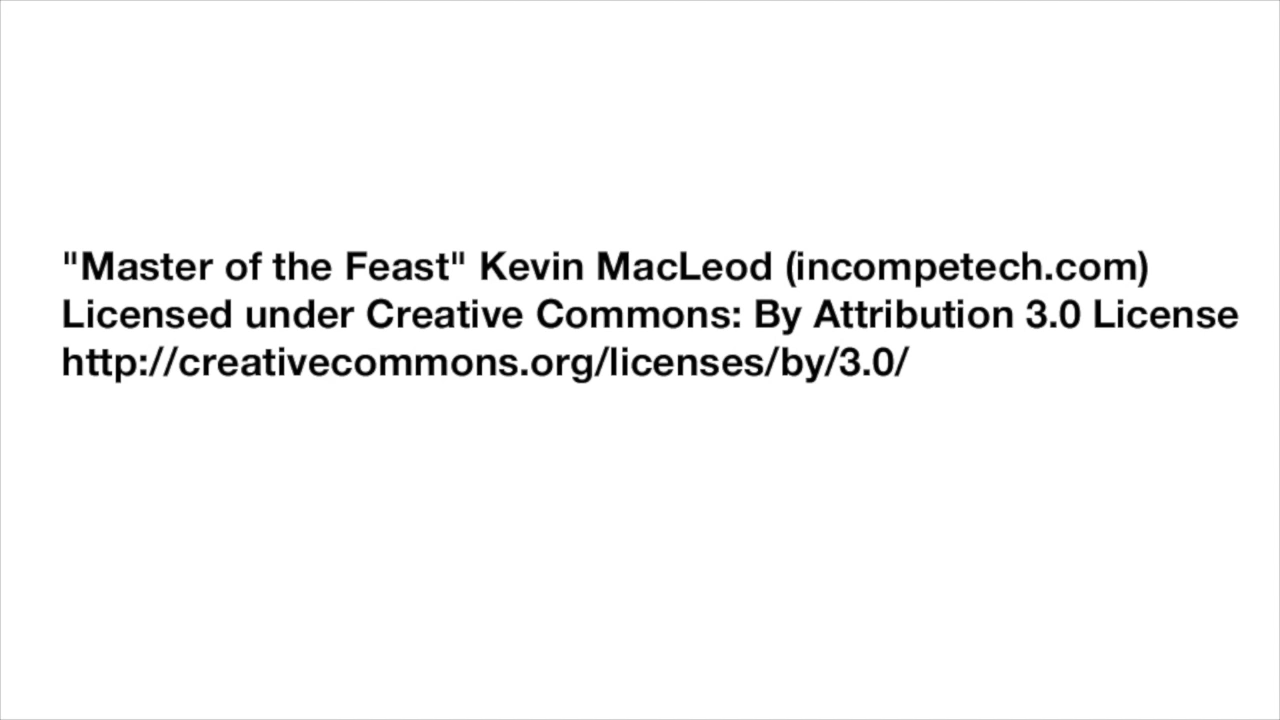 "Master of the Feast" Kevin MacLeod (incompetech.com)
Licensed under Creative Commons: By Attribution 3.0 License
http://creativecommons.org/licenses/by/3.0/